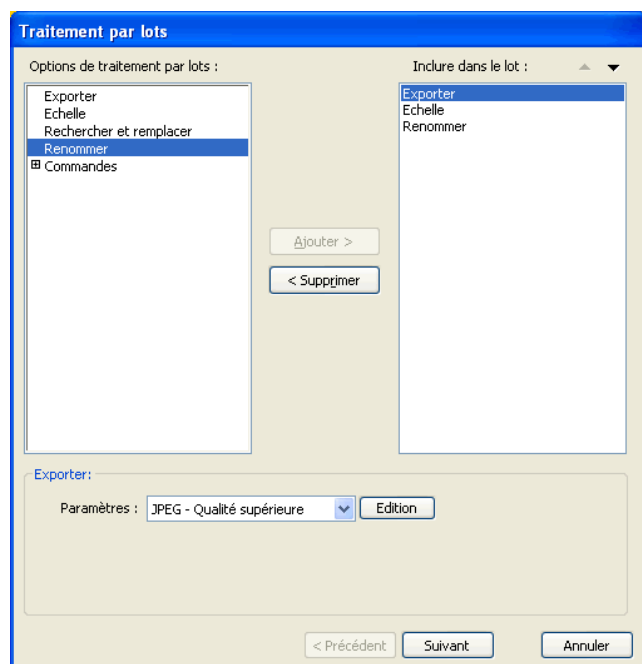 Traitement par lots
Options de traitement par lots :
Inclure dans le lot :
Exporter
Echelle
Rechercher et remplacer
Renommer
Commandes
Exporter
Echelle
Renommer
Ajouter >
< Supprimer
Exporter:
Paramètres : JPEG - Qualité supérieure Edition
< Précédent Suivant Annuler